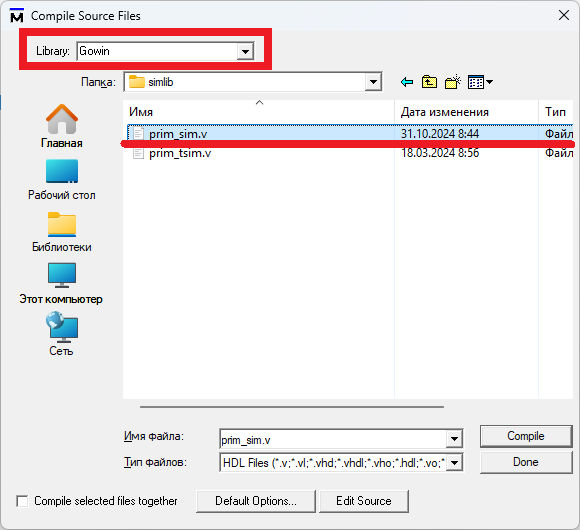 Compile Source Files
Library: Gowin
Папка: simlib
Имя Дата изменения Тип
prim_sim.v 31.10.2024 8:44 Файл
prim_tsim.v 18.03.2024 8:56 Файл
Главная
Рабочий стол
Библиотеки
Этот компьютер
Сеть
Имя файла: prim_sim.v Compile
Тип файлов: HDL Files (*.v;*.vl;*.vhd;*.vhdl;*.vho;*.hdl;*.vo;* Done
Compile selected files together Default Options... Edit Source